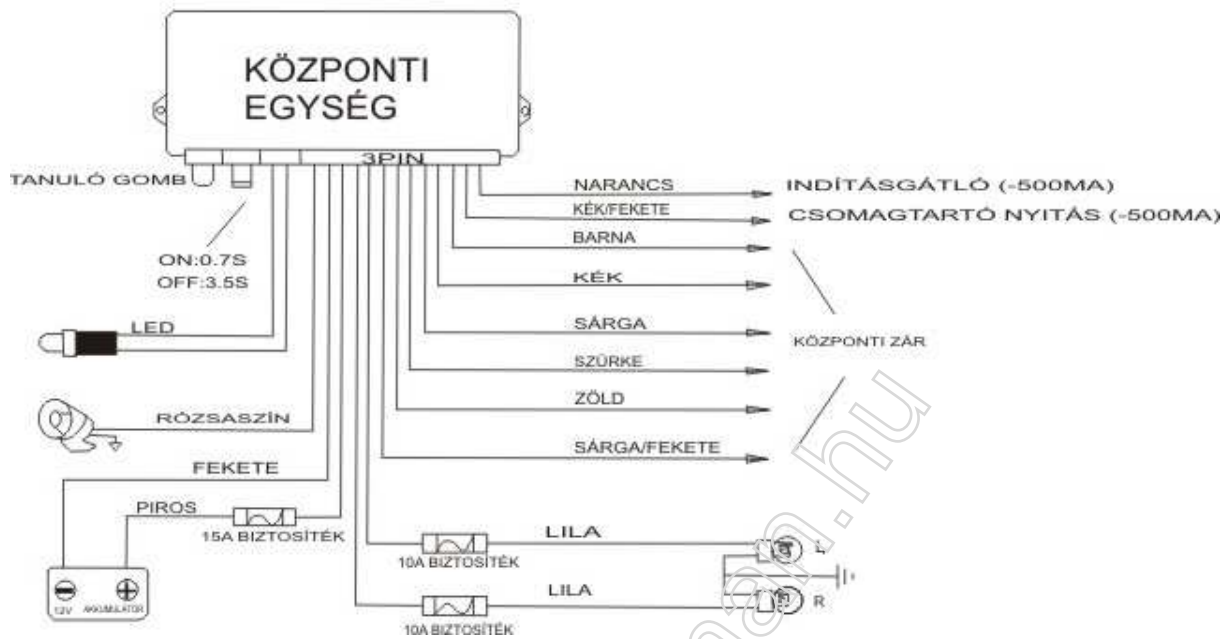 KÖZPONTI
EGYSÉG
3PIN
TANULÓ GOMB
NARANCS
INDÍTÁSGÁTLÓ (-500MA)
KÉK/FEKETE
CSOMAGTARTÓ NYITÁS (-500MA)
BARNA
ON:0.7S
OFF:3.5S
KÉK
LED
SÁRGA
KÖZPONTI ZÁR
SZÜRKE
ZÖLD
RÓZSASZÍN
SÁRGA/FEKETE
FEKETE
PIROS
15A BIZTOSÍTÉK
LILA
L
10A BIZTOSÍTÉK
LILA
R
12V AKKUMULÁTOR
10A BIZTOSÍTÉK